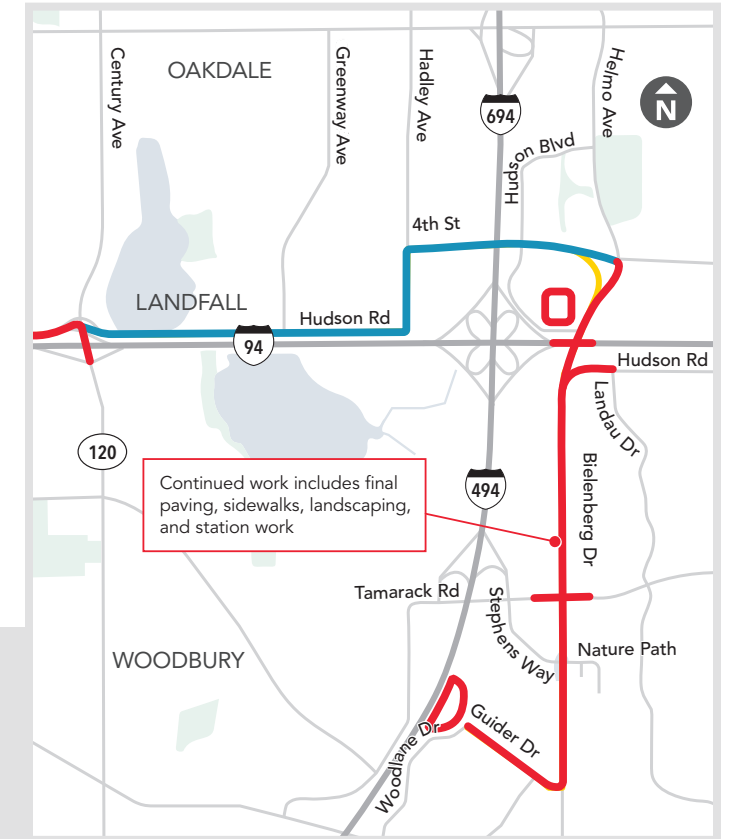 Century Ave
OAKDALE
Greenway Ave
Hadley Ave
694
Helmo Ave
N
Hudson Blvd
4th St
LANDFALL
Hudson Rd
94
Hudson Rd
Landau Dr
120
Continued work includes final
paving, sidewalks, landscaping,
and station work
494
Bielenberg Dr
Tamarack Rd
Stephens Way
WOODBURY
Nature Path
Guider Dr
Woodlane Dr